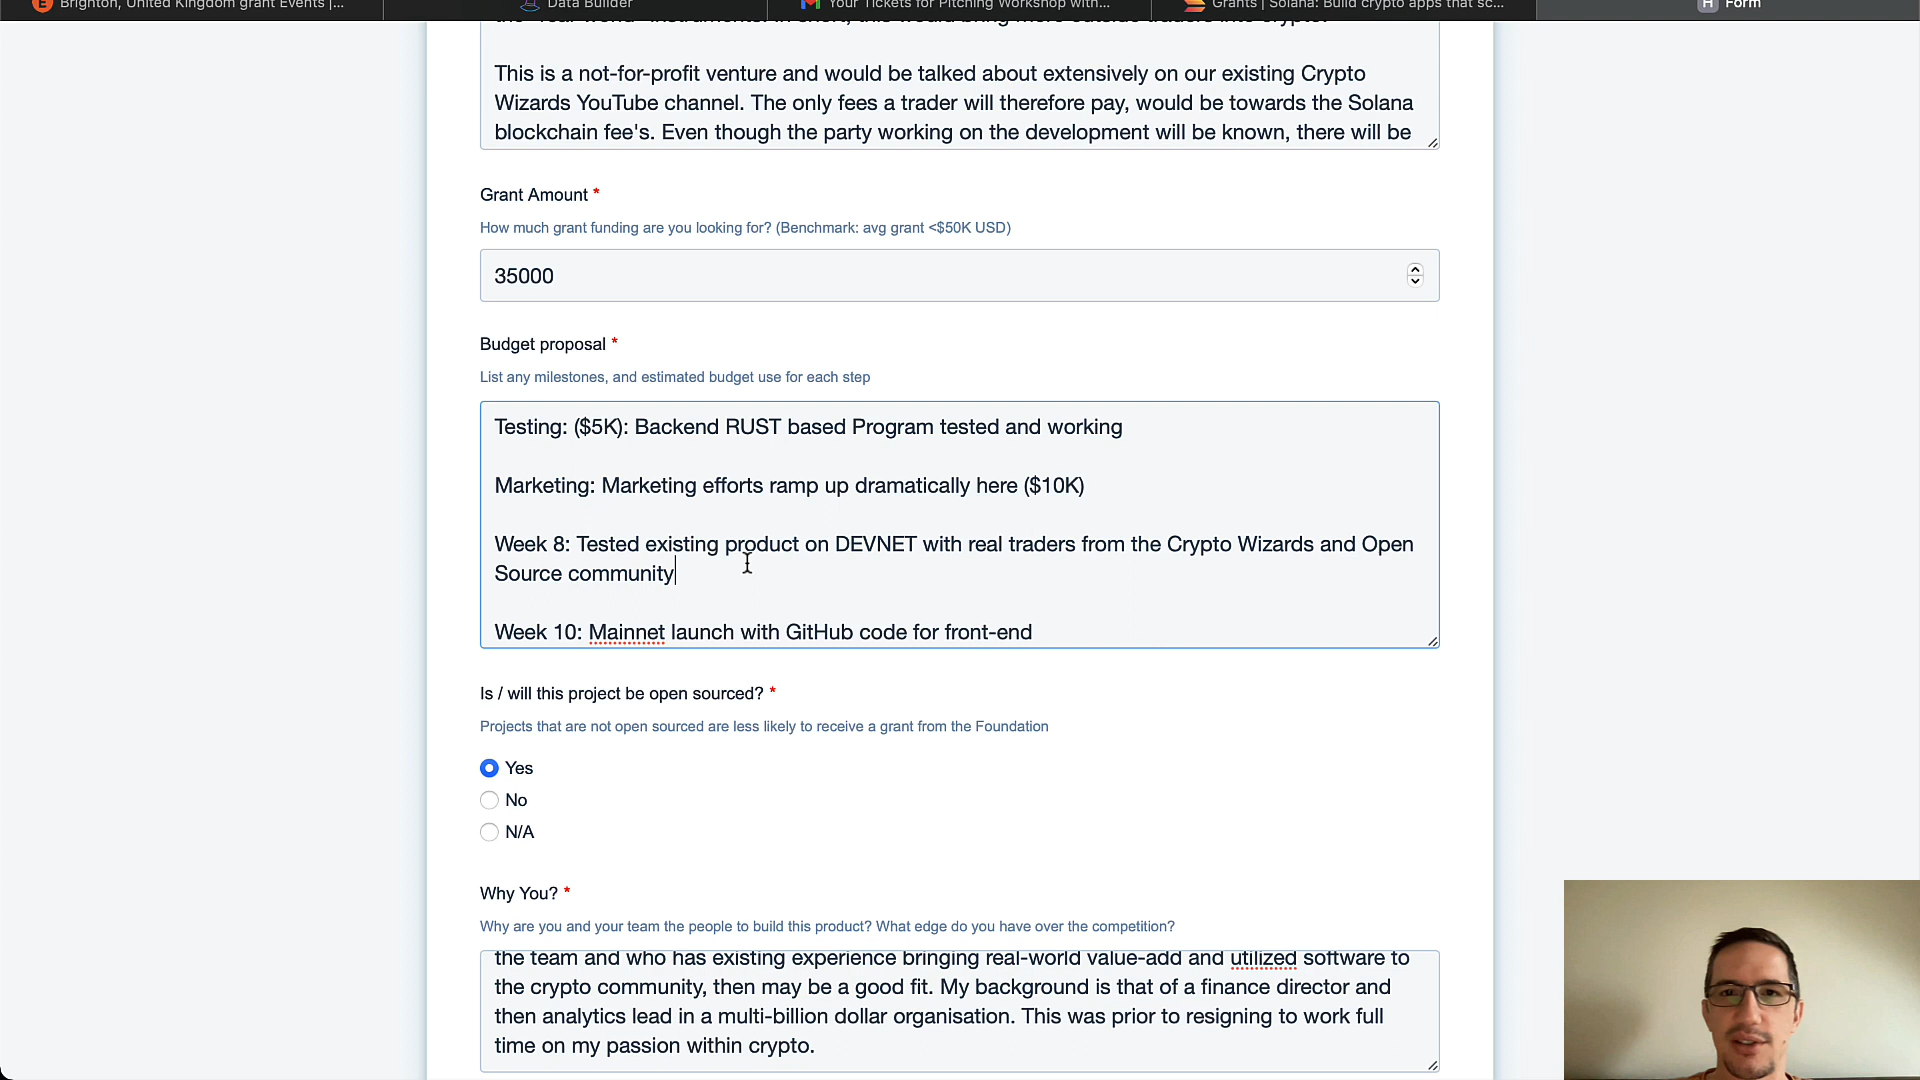 Brighton, United Kingdom grant Events |...
Data Builder
Your Tickets for Pitching Workshop with...
Grants | Solana: Build crypto apps that sc...
H Form
This is a not-for-profit venture and would be talked about extensively on our existing Crypto
Wizards YouTube channel. The only fees a trader will therefore pay, would be towards the Solana
blockchain fee's. Even though the party working on the development will be known, there will be
Grant Amount *
How much grant funding are you looking for? (Benchmark: avg grant <$50K USD)
35000
Budget proposal *
List any milestones, and estimated budget use for each step
Testing: ($5K): Backend RUST based Program tested and working
Marketing: Marketing efforts ramp up dramatically here ($10K)
Week 8: Tested existing product on DEVNET with real traders from the Crypto Wizards and Open
Source community
Week 10: Mainnet launch with GitHub code for front-end
Is / will this project be open sourced? *
Projects that are not open sourced are less likely to receive a grant from the Foundation
Yes
No
N/A
Why You? *
Why are you and your team the people to build this product? What edge do you have over the competition?
the team and who has existing experience bringing real-world value-add and utilized software to
the crypto community, then may be a good fit. My background is that of a finance director and
then analytics lead in a multi-billion dollar organisation. This was prior to resigning to work full
time on my passion within crypto.